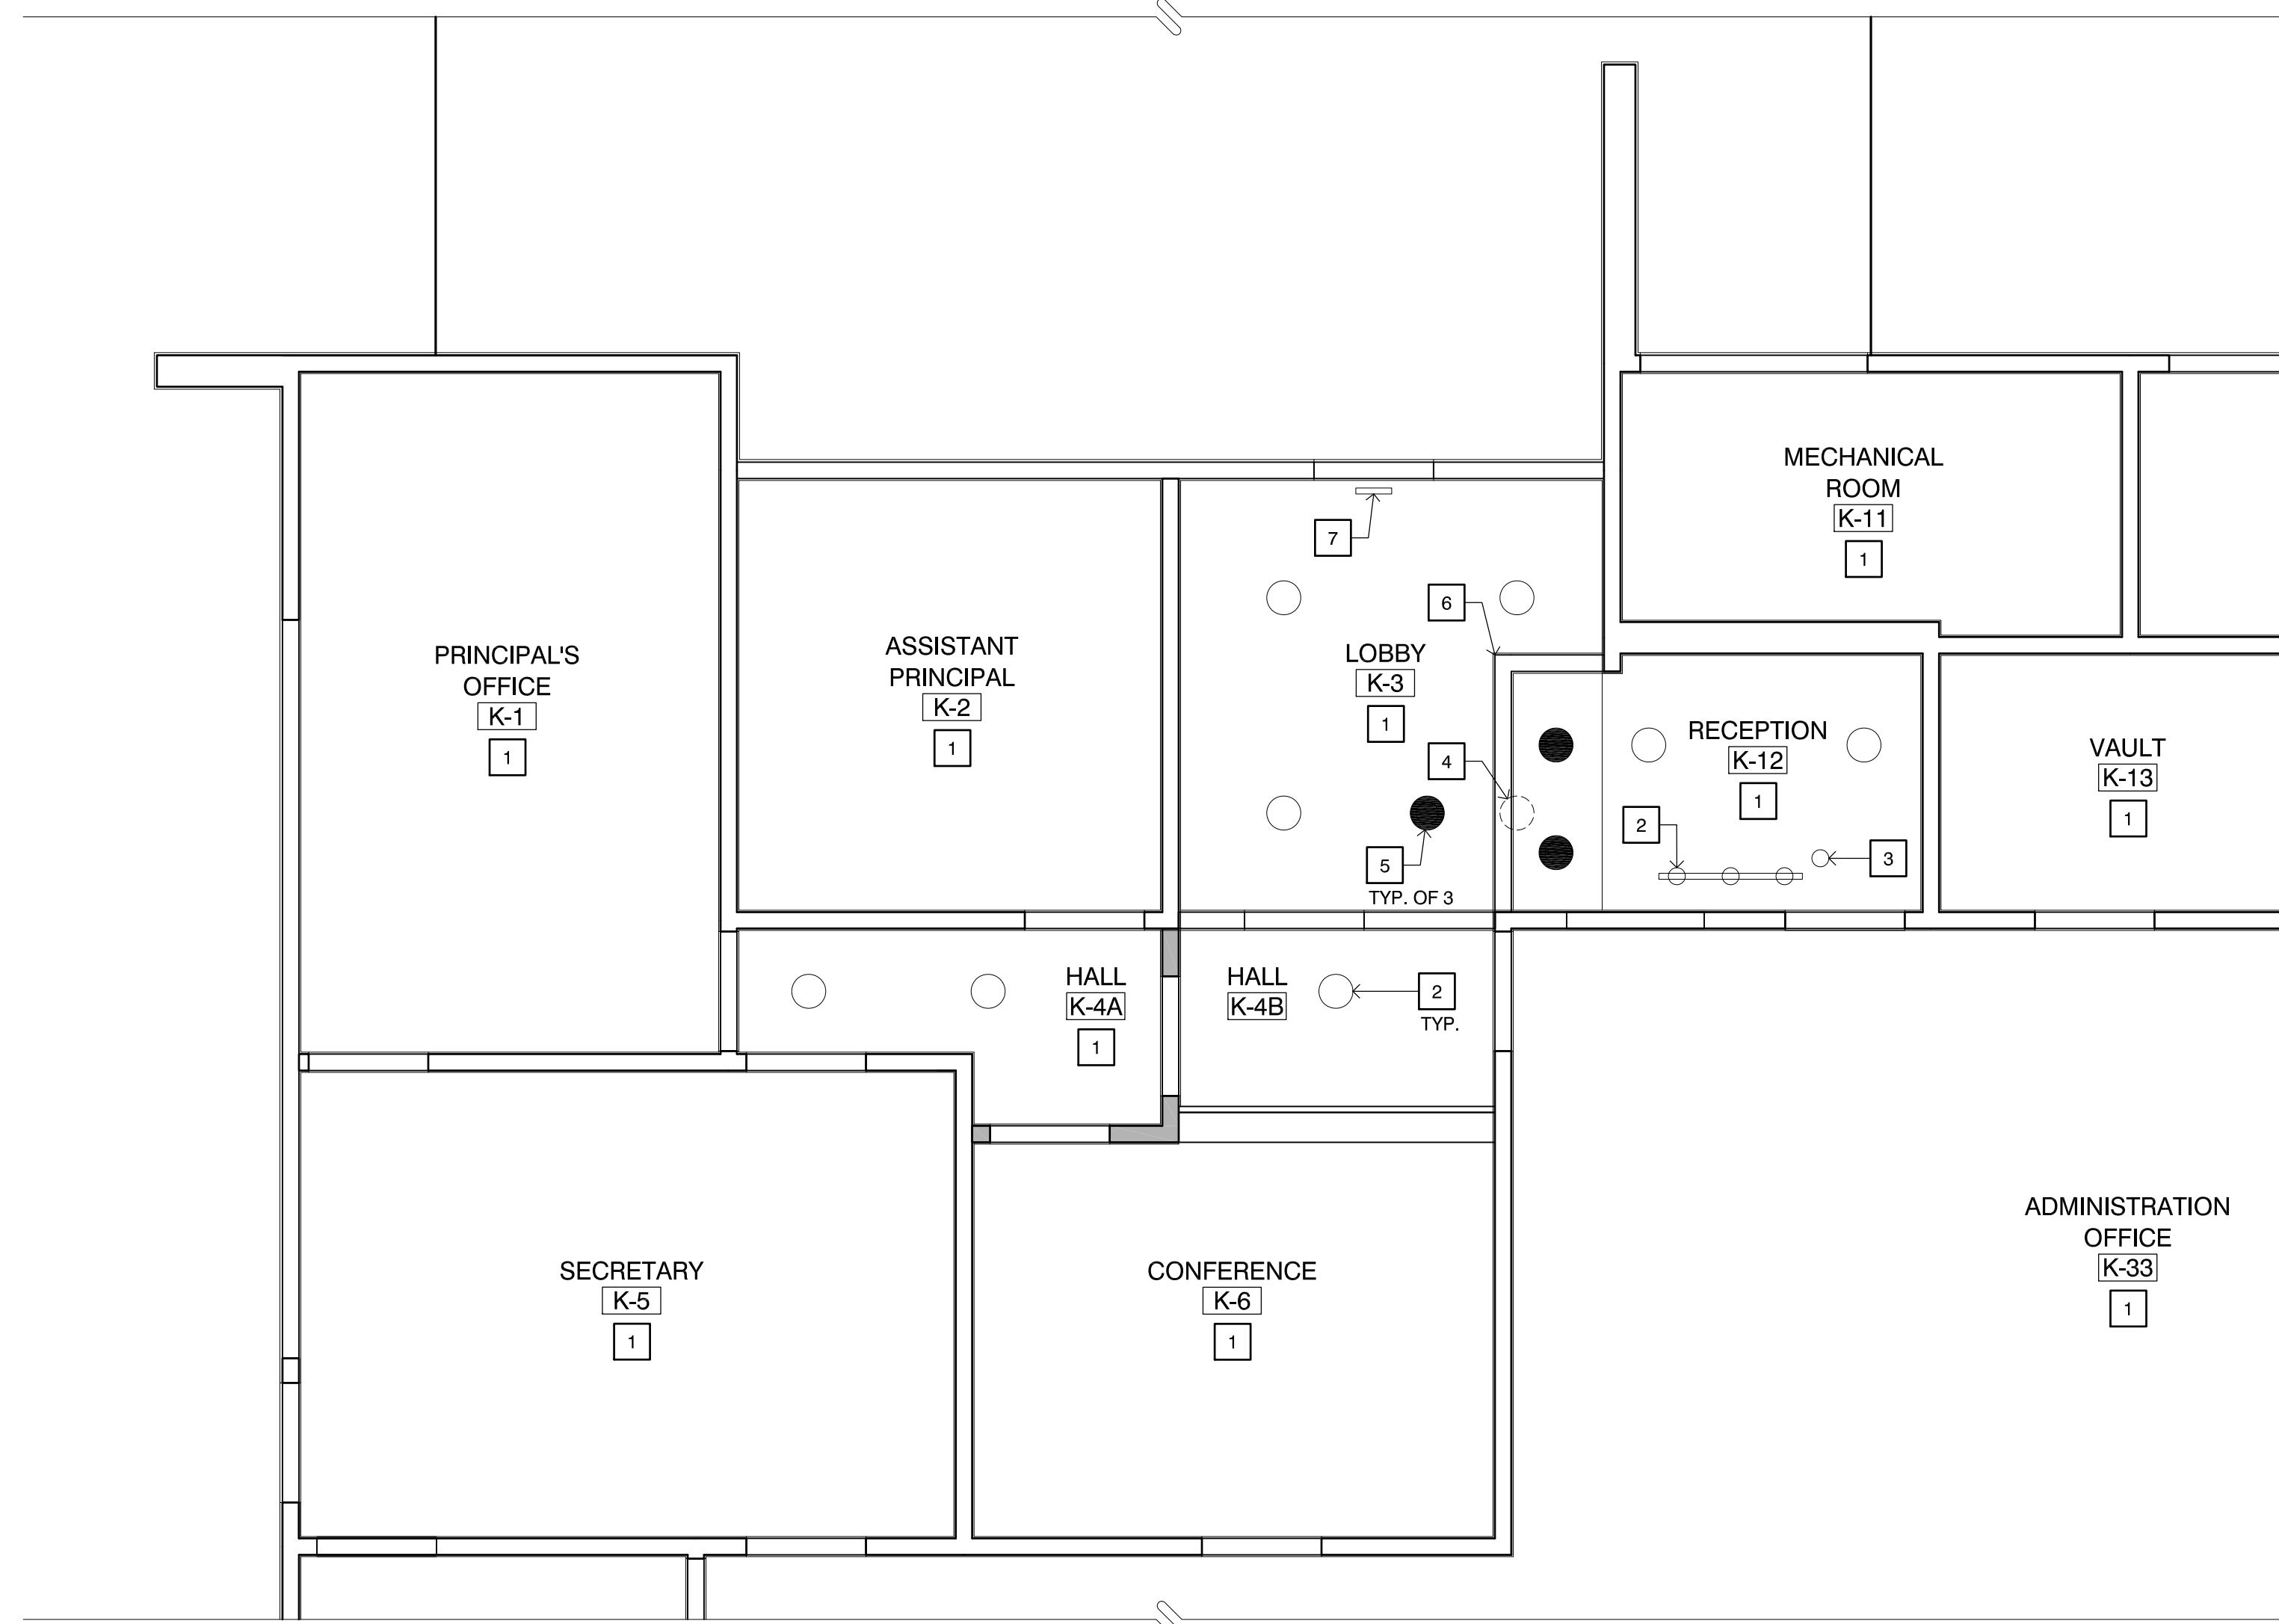 MECHANICAL
ROOM
K-11
1
7
6
PRINCIPAL'S
OFFICE
K-1
1
ASSISTANT
PRINCIPAL
K-2
1
LOBBY
K-3
1
4
5
TYP. OF 3
RECEPTION
K-12
1
2
3
VAULT
K-13
1
HALL
K-4A
1
HALL
K-4B
2
TYP.
SECRETARY
K-5
1
CONFERENCE
K-6
1
ADMINISTRATION
OFFICE
K-33
1